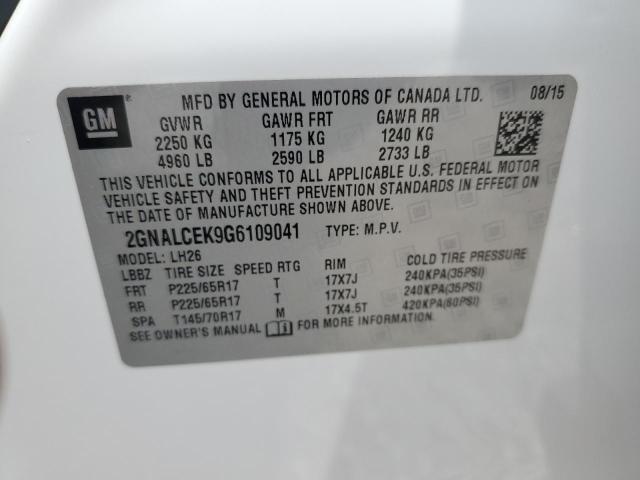 GM
MFD BY GENERAL MOTORS OF CANADA LTD. 08/15
GVWR GAWR FRT GAWR RR
2250 KG 1175 KG 1240 KG
4960 LB 2590 LB 2733 LB
THIS VEHICLE CONFORMS TO ALL APPLICABLE U.S. FEDERAL MOTOR
VEHICLE SAFETY AND THEFT PREVENTION STANDARDS IN EFFECT ON
THE DATE OF MANUFACTURE SHOWN ABOVE.
2GNALCEK9G6109041 TYPE: M.P.V.
MODEL: LH26
LBBZ TIRE SIZE SPEED RTG RIM COLD TIRE PRESSURE
FRT P225/65R17 T 17X7J 240KPA(35PSI)
RR P225/65R17 T 17X7J 240KPA(35PSI)
SPA T145/70R17 M 17X4.5T 420KPA(60PSI)
SEE OWNER'S MANUAL FOR MORE INFORMATION.